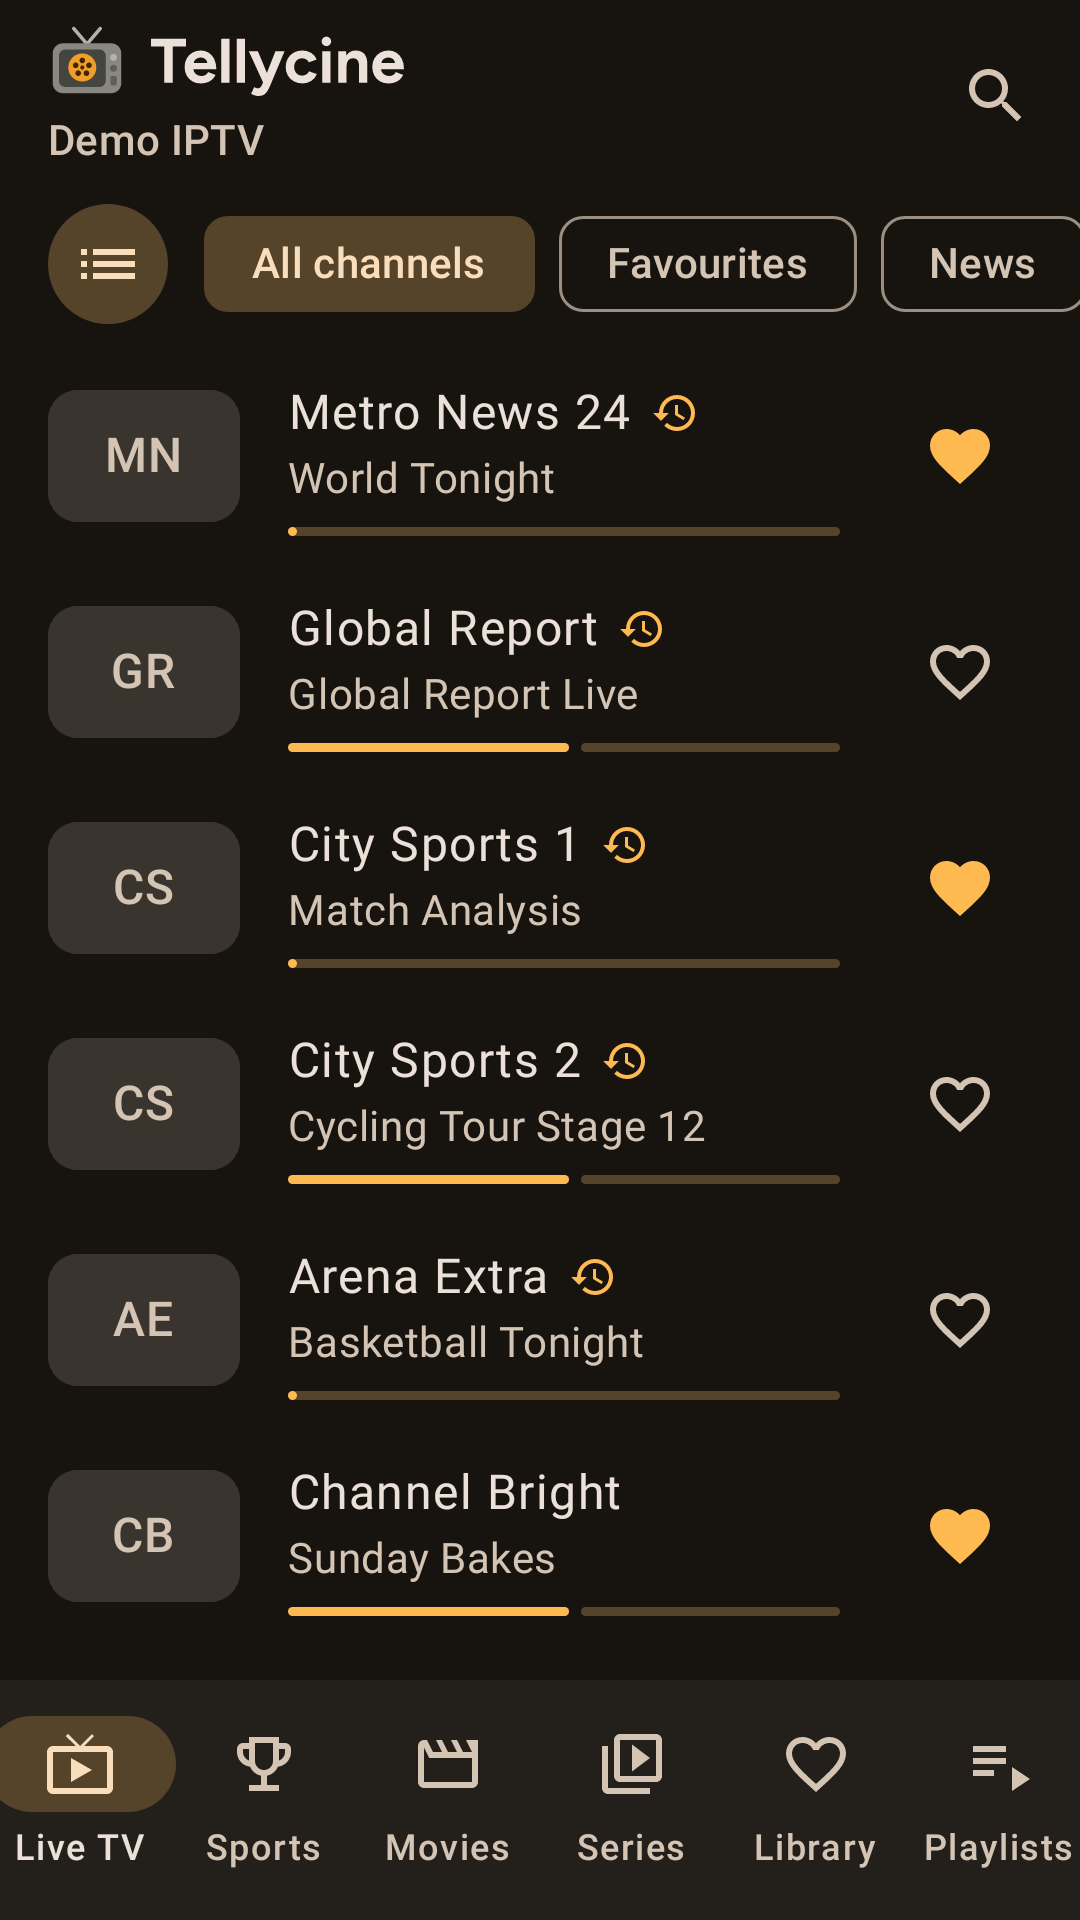 Tellycine
Demo IPTV
All channels
Favourites
News
MN
Metro News 24
World Tonight
GR
Global Report
Global Report Live
CS
City Sports 1
Match Analysis
CS
City Sports 2
Cycling Tour Stage 12
AE
Arena Extra
Basketball Tonight
CB
Channel Bright
Sunday Bakes
Live TV
Sports
Movies
Series
Library
Playlists